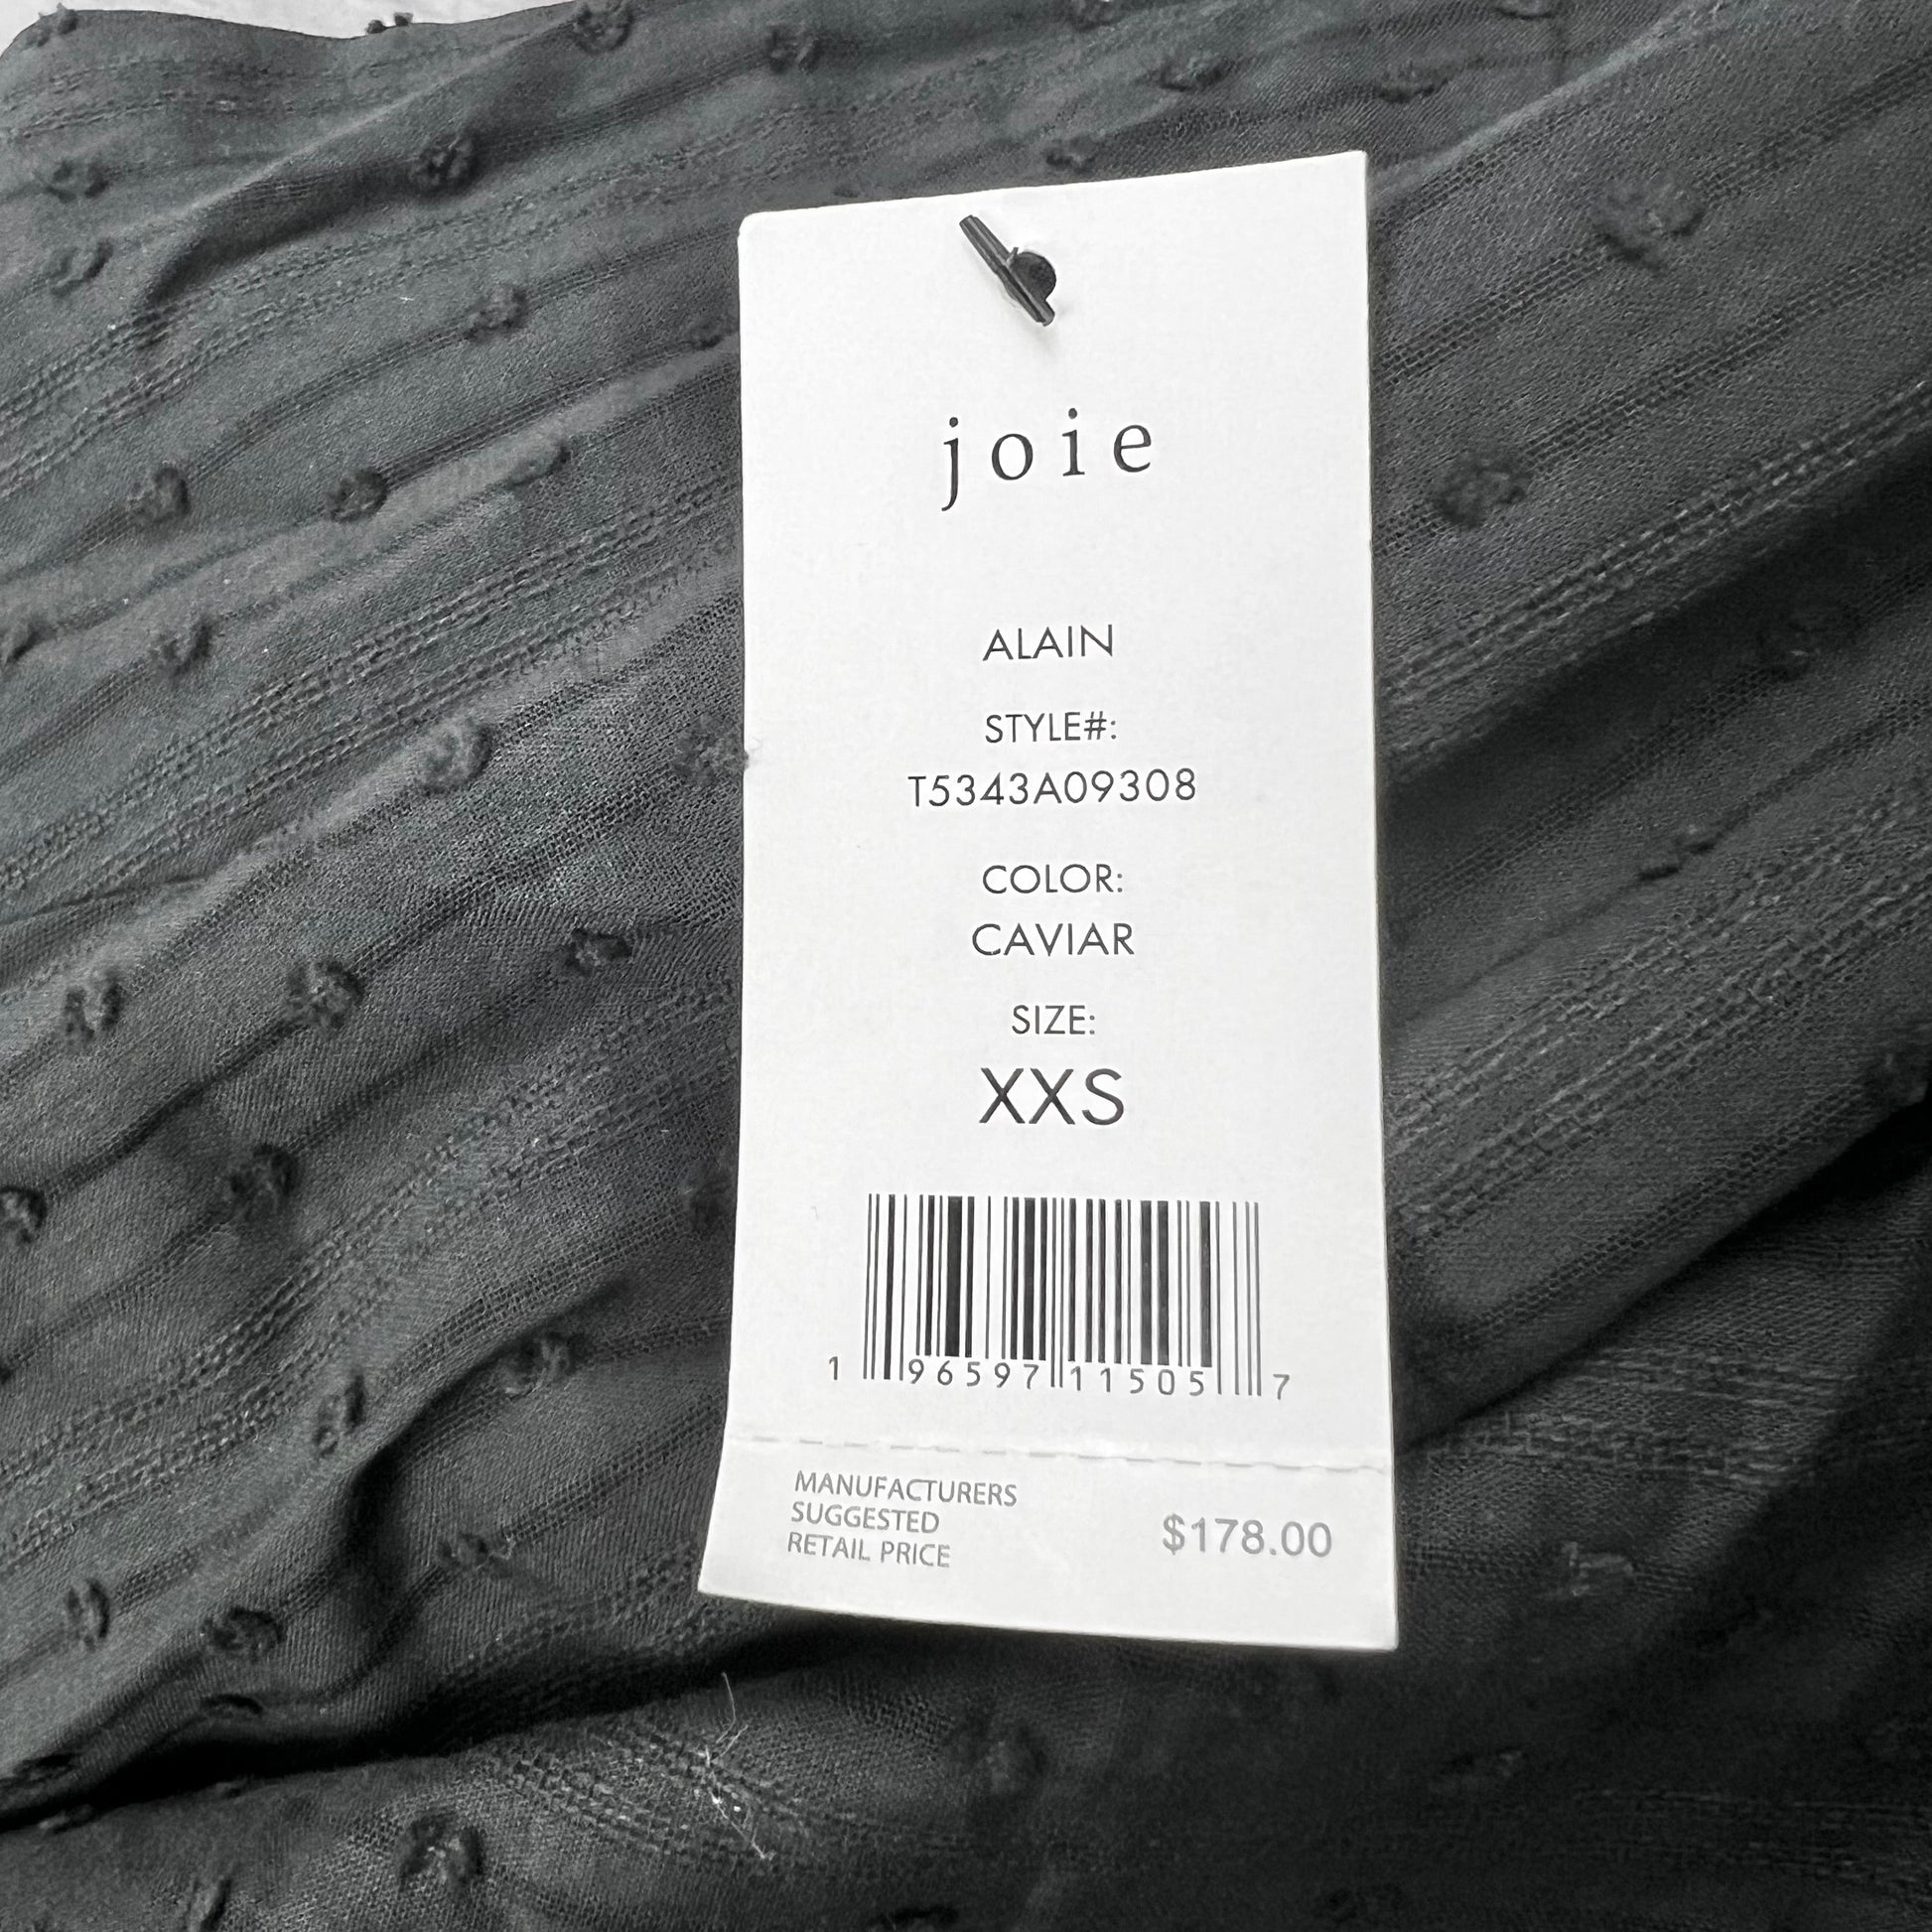 joie
ALAIN
STYLE#:
T5343A09308
COLOR:
CAVIAR
SIZE:
XXS
1 96597 11505 7
MANUFACTURERS
SUGGESTED
RETAIL PRICE
$178.00